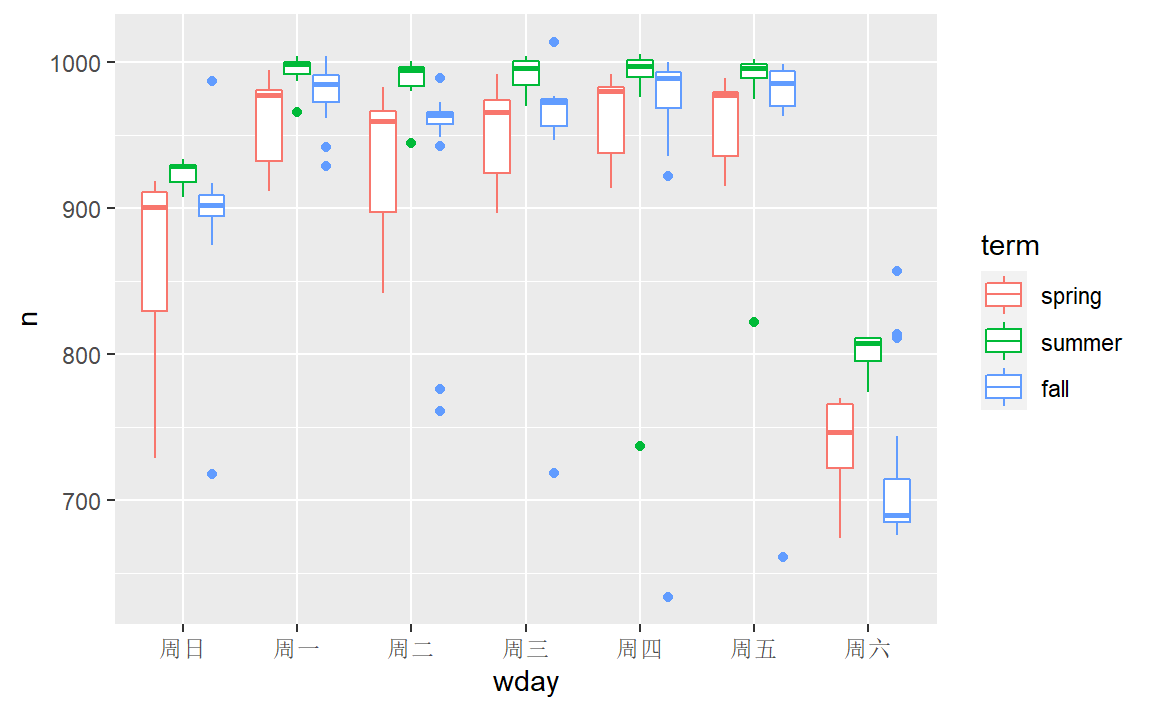 1000
900
800
700
n
周日 周一 周二 周三 周四 周五 周六
wday
term
spring
summer
fall